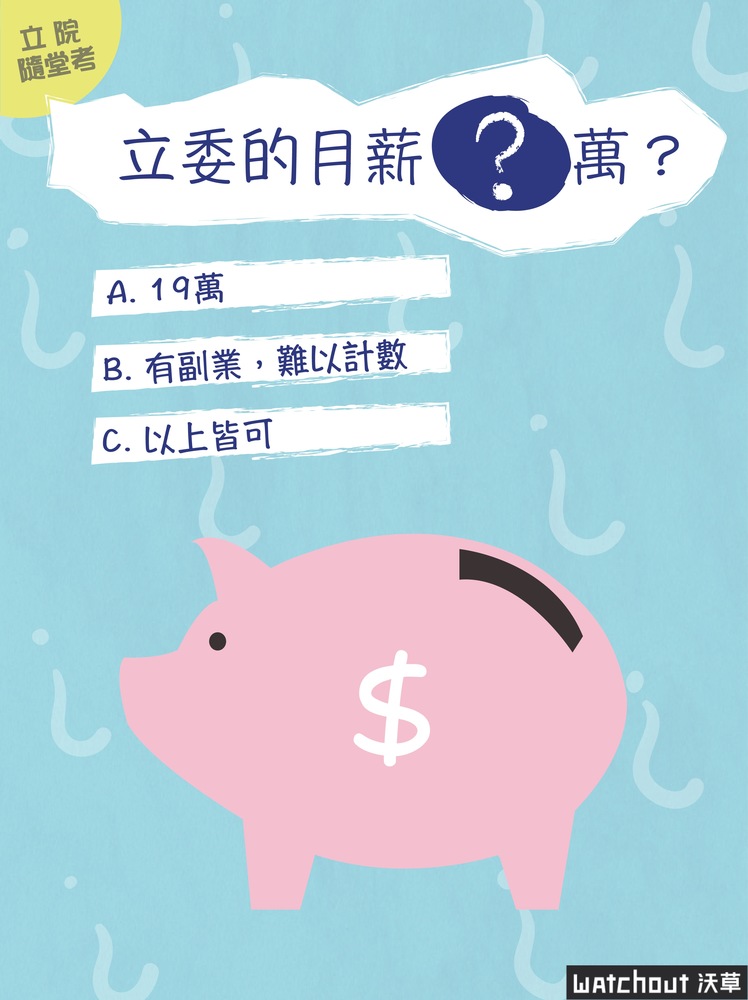 立院
隨堂考
立委的月薪?萬?
A. 19萬
B. 有副業,難以計數
C. 以上皆可
$
watchout 沃草